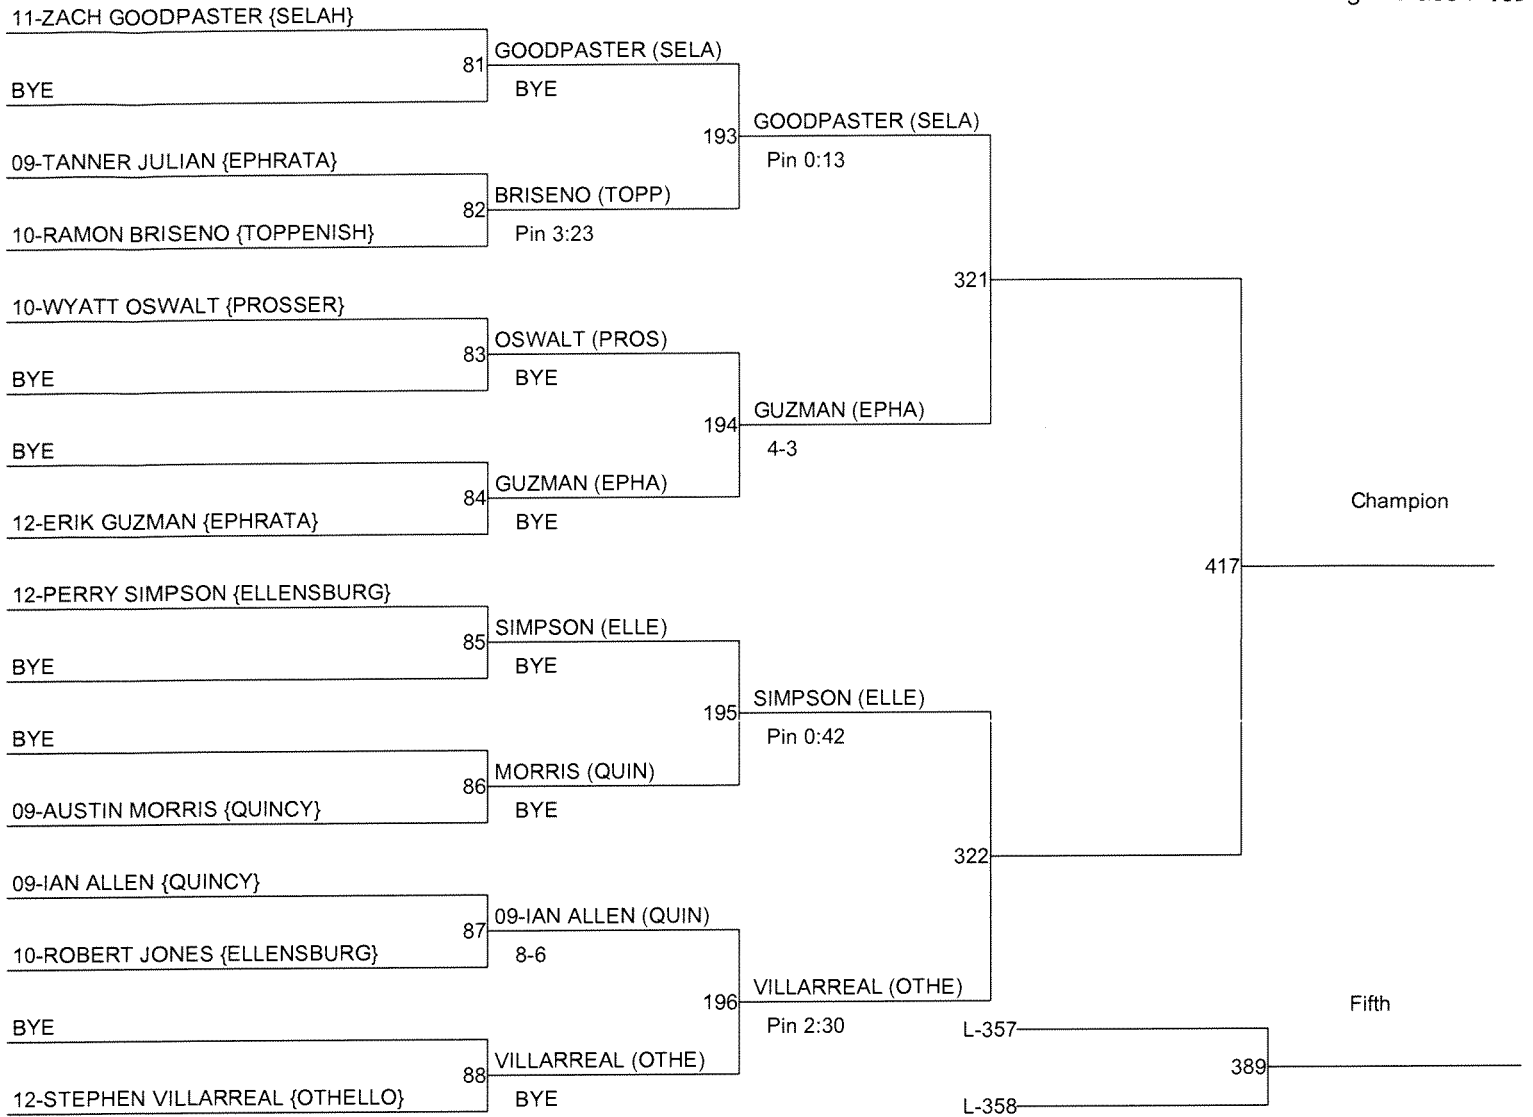 11-ZACH GOODPASTER {SELAH}
81
GOODPASTER (SELA)
BYE
BYE
193
GOODPASTER (SELA)
Pin 0:13
09-TANNER JULIAN {EPHRATA}
82
BRISENO (TOPP)
10-RAMON BRISENO {TOPPENISH}
Pin 3:23
321
10-WYATT OSWALT {PROSSER}
83
OSWALT (PROS)
BYE
BYE
194
GUZMAN (EPHA)
4-3
BYE
84
GUZMAN (EPHA)
12-ERIK GUZMAN {EPHRATA}
BYE
Champion
417
12-PERRY SIMPSON {ELLENSBURG}
85
SIMPSON (ELLE)
BYE
BYE
195
SIMPSON (ELLE)
Pin 0:42
BYE
86
MORRIS (QUIN)
09-AUSTIN MORRIS {QUINCY}
BYE
322
09-IAN ALLEN {QUINCY}
87
09-IAN ALLEN (QUIN)
10-ROBERT JONES {ELLENSBURG}
8-6
196
VILLARREAL (OTHE)
Pin 2:30
BYE
88
VILLARREAL (OTHE)
12-STEPHEN VILLARREAL {OTHELLO}
BYE
Fifth
L-357
389
L-358